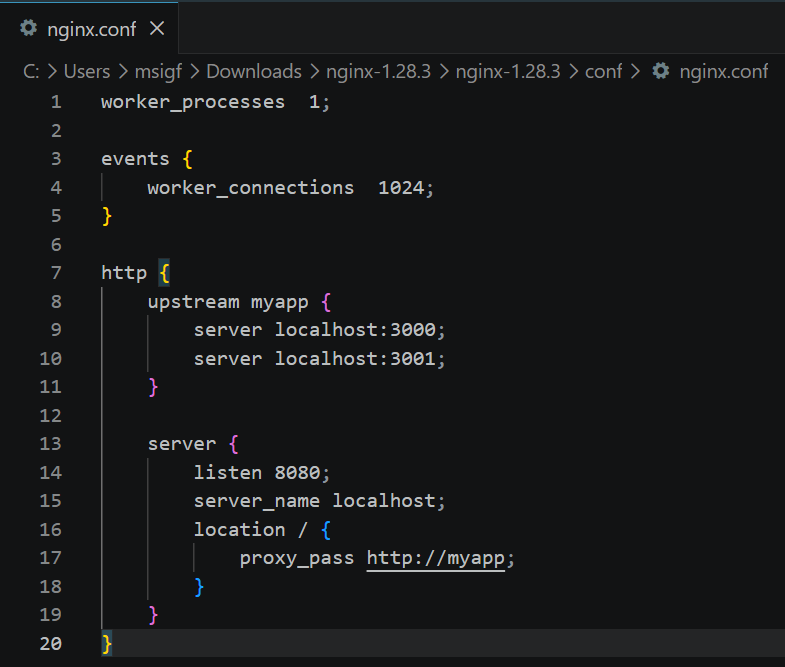 nginx.conf
C: > Users > msigf > Downloads > nginx-1.28.3 > nginx-1.28.3 > conf > nginx.conf
1 worker_processes  1;
2
3 events {
4     worker_connections  1024;
5 }
6
7 http {
8     upstream myapp {
9         server localhost:3000;
10         server localhost:3001;
11     }
12
13     server {
14         listen 8080;
15         server_name localhost;
16         location / {
17             proxy_pass http://myapp;
18         }
19     }
20 }